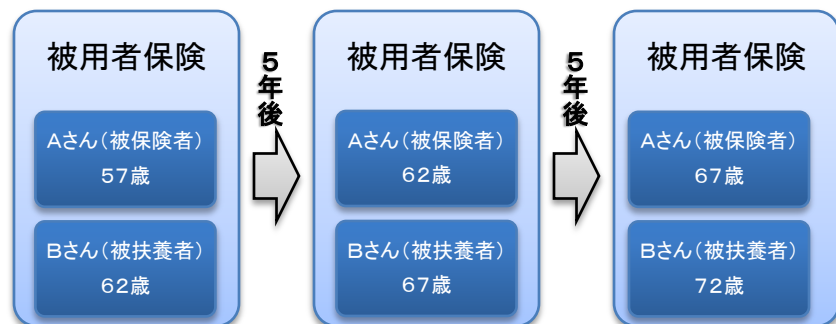 被用者保険
Aさん(被保険者)
57歳
Bさん(被扶養者)
62歳
5年後
被用者保険
Aさん(被保険者)
62歳
Bさん(被扶養者)
67歳
5年後
被用者保険
Aさん(被保険者)
67歳
Bさん(被扶養者)
72歳